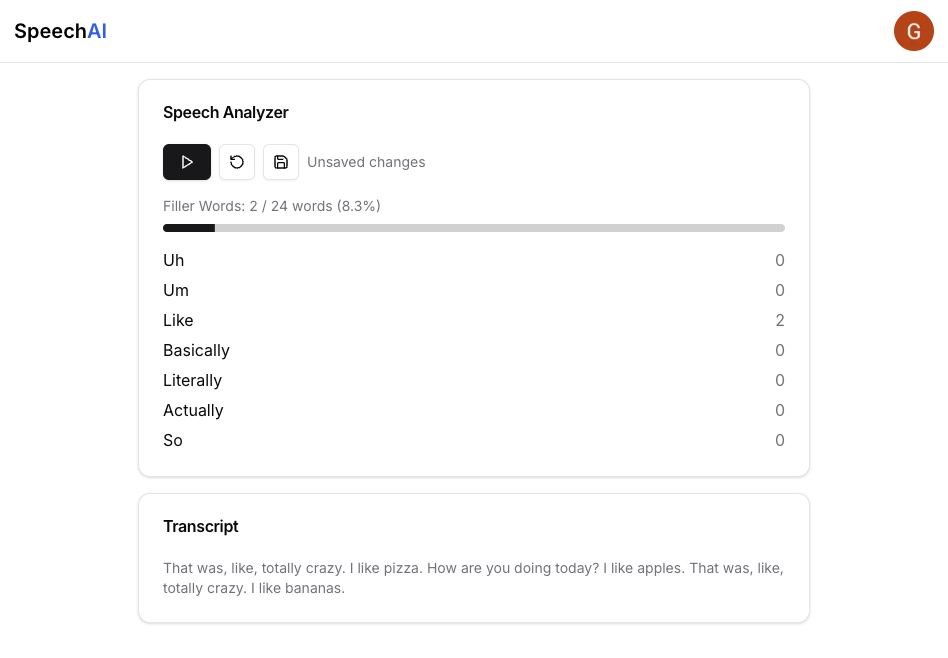 SpeechAI
G
Speech Analyzer
Unsaved changes
Filler Words: 2 / 24 words (8.3%)
Uh 0
Um 0
Like 2
Basically 0
Literally 0
Actually 0
So 0
Transcript
That was, like, totally crazy. I like pizza. How are you doing today? I like apples. That was, like,
totally crazy. I like bananas.